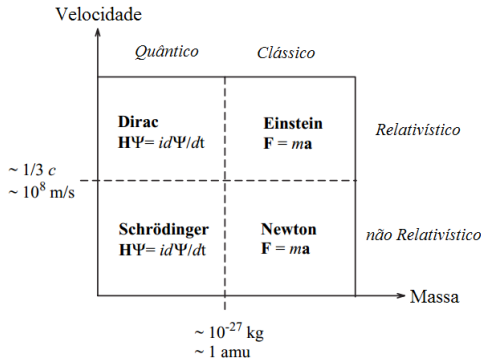 Velocidade
Quântico
Clássico
Dirac
HΨ= idΨ/dt
Einstein
F = ma
Relativístico
~ 1/3 c
~ 10⁸ m/s
Schrödinger
HΨ= idΨ/dt
Newton
F = ma
não Relativístico
Massa
~ 10⁻²⁷ kg
~ 1 amu